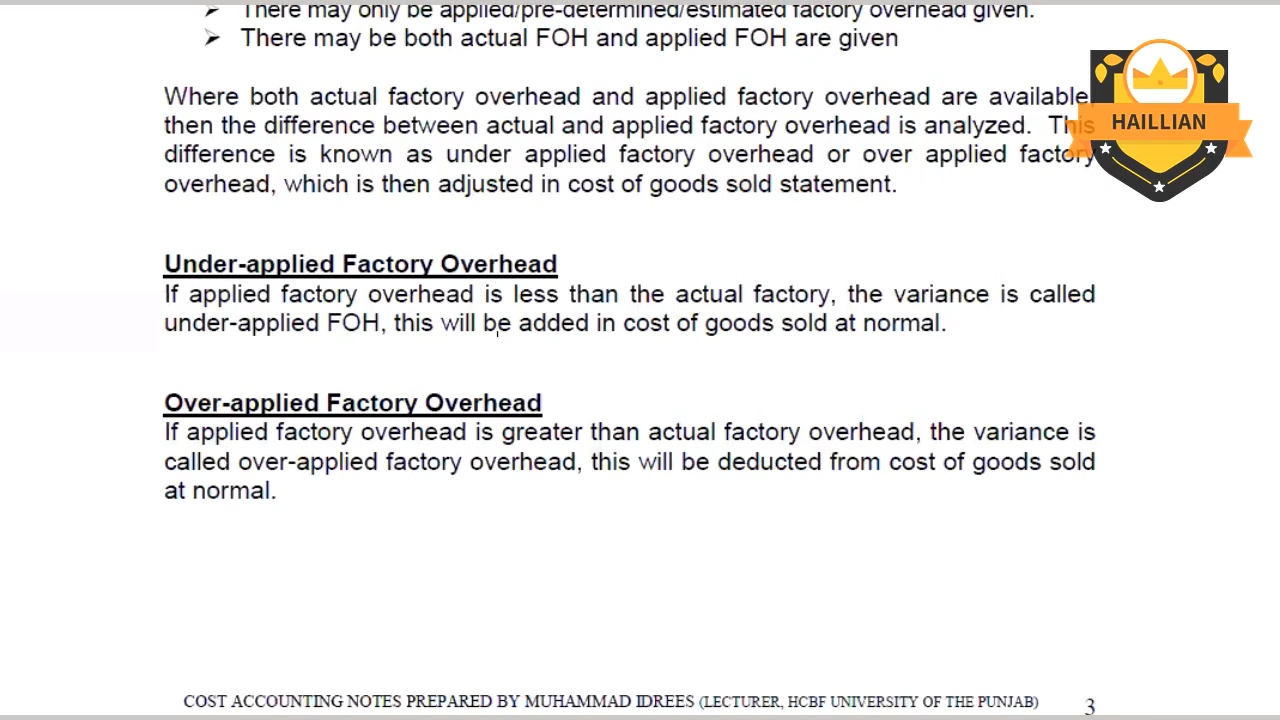 There may only be applied/pre-determined/estimated factory overhead given.
There may be both actual FOH and applied FOH are given
Where both actual factory overhead and applied factory overhead are available,
then the difference between actual and applied factory overhead is analyzed. This
difference is known as under applied factory overhead or over applied factory
overhead, which is then adjusted in cost of goods sold statement.
HAILLIAN
Under-applied Factory Overhead
If applied factory overhead is less than the actual factory, the variance is called
under-applied FOH, this will be added in cost of goods sold at normal.
Over-applied Factory Overhead
If applied factory overhead is greater than actual factory overhead, the variance is
called over-applied factory overhead, this will be deducted from cost of goods sold
at normal.
COST ACCOUNTING NOTES PREPARED BY MUHAMMAD IDREES (LECTURER, HCBF UNIVERSITY OF THE PUNJAB)
3